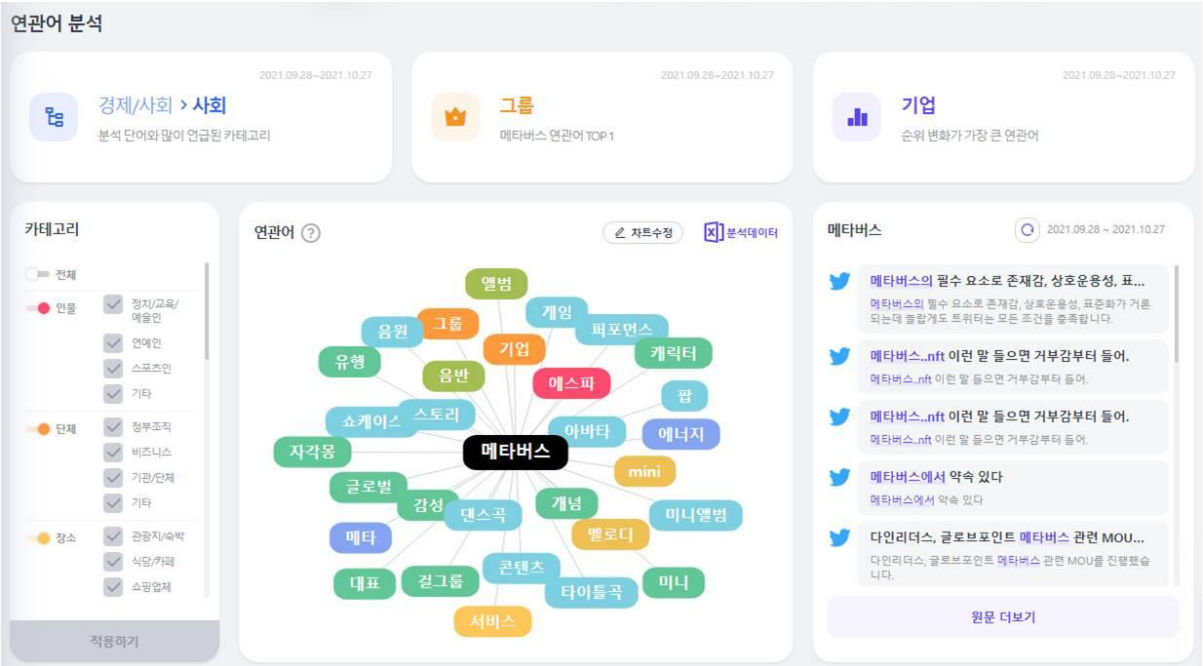 연관어 분석
2021.09.28~2021.10.27
경제/사회 > 사회
분석 단어와 많이 언급된 카테고리
2021.09.28~2021.10.27
그룹
메타버스 연관어 TOP 1
2021.09.28~2021.10.27
기업
순위 변화가 가장 큰 연관어
카테고리
전체
인물
정치/교육/
예술인
연예인
스포츠인
기타
단체
정부조직
비즈니스
기관/단체
기타
장소
관광지/숙박
식당/카페
쇼핑업체
적용하기
연관어 ?
차트수정
분석데이터
앨범
게임
음원
그룹
퍼포먼스
기업
캐릭터
유행
음반
에스파
팝
쇼케이스
스토리
아바타
에너지
자각몽
메타버스
mini
글로벌
감성
개념
댄스곡
미니앨범
메타
멜로디
콘텐츠
대표
걸그룹
타이틀곡
미니
서비스
메타버스
2021.09.28 ~ 2021.10.27
메타버스의 필수 요소로 존재감, 상호운용성, 표...
메타버스의 필수 요소로 존재감, 상호운용성, 표준화가 거론
되는데 놀랍게도 트위터는 모든 조건을 충족합니다.
메타버스..nft 이런 말 들으면 거부감부터 들어.
메타버스..nft 이런 말 들으면 거부감부터 들어.
메타버스..nft 이런 말 들으면 거부감부터 들어.
메타버스..nft 이런 말 들으면 거부감부터 들어.
메타버스에서 약속 있다
메타버스에서 약속 있다
다인리더스, 글로브포인트 메타버스 관련 MOU...
다인리더스, 글로브포인트 메타버스 관련 MOU를 진행했습
니다.
원문 더보기